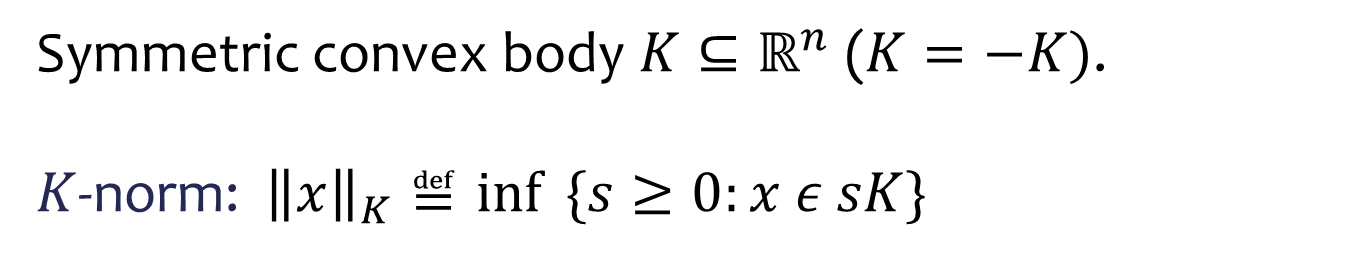 Symmetric convex body 𝐾 ⊆ ℝⁿ (𝐾 = −𝐾).
𝐾-norm: ‖𝑥‖_𝐾 ≝ inf {𝑠 ≥ 0: 𝑥 ϵ 𝑠𝐾}